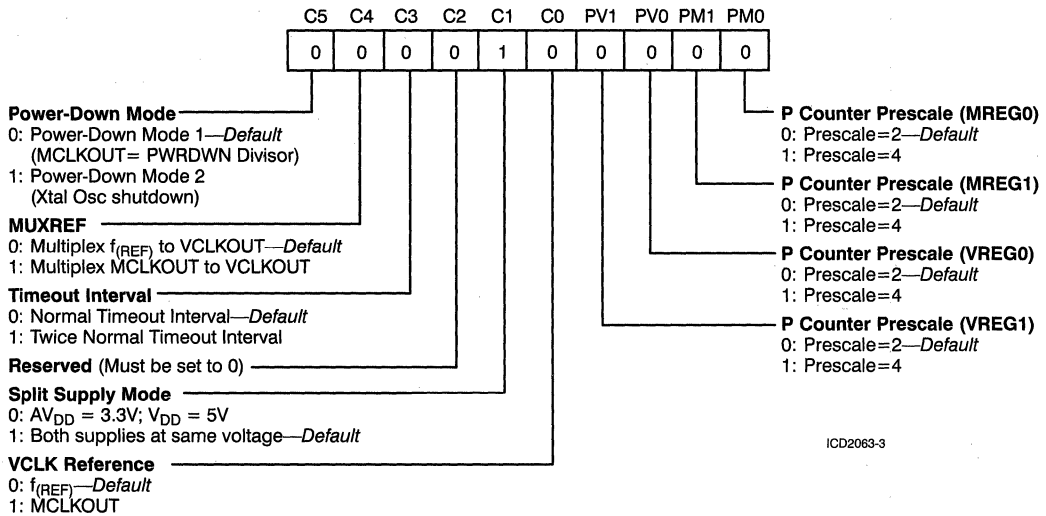 C5 C4 C3 C2 C1 C0 PV1 PV0 PM1 PM0
0 0 0 0 1 0 0 0 0 0
Power-Down Mode
0: Power-Down Mode 1—Default
(MCLKOUT= PWRDWN Divisor)
1: Power-Down Mode 2
(Xtal Osc shutdown)
MUXREF
0: Multiplex f(REF) to VCLKOUT—Default
1: Multiplex MCLKOUT to VCLKOUT
Timeout Interval
0: Normal Timeout Interval—Default
1: Twice Normal Timeout Interval
Reserved (Must be set to 0)
Split Supply Mode
0: AVDD = 3.3V; VDD = 5V
1: Both supplies at same voltage—Default
VCLK Reference
0: f(REF)—Default
1: MCLKOUT
P Counter Prescale (MREG0)
0: Prescale=2—Default
1: Prescale=4
P Counter Prescale (MREG1)
0: Prescale=2—Default
1: Prescale=4
P Counter Prescale (VREG0)
0: Prescale=2—Default
1: Prescale=4
P Counter Prescale (VREG1)
0: Prescale=2—Default
1: Prescale=4
ICD2063-3